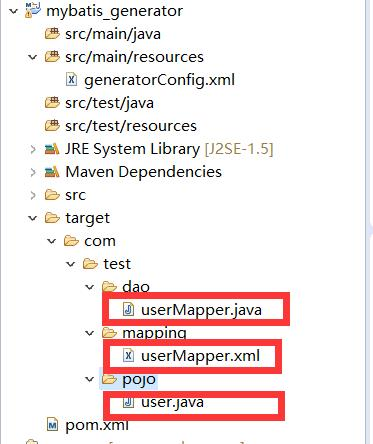 mybatis_generator
src/main/java
src/main/resources
generatorConfig.xml
src/test/java
src/test/resources
JRE System Library [J2SE-1.5]
Maven Dependencies
src
target
com
test
dao
userMapper.java
mapping
userMapper.xml
pojo
user.java
pom.xml